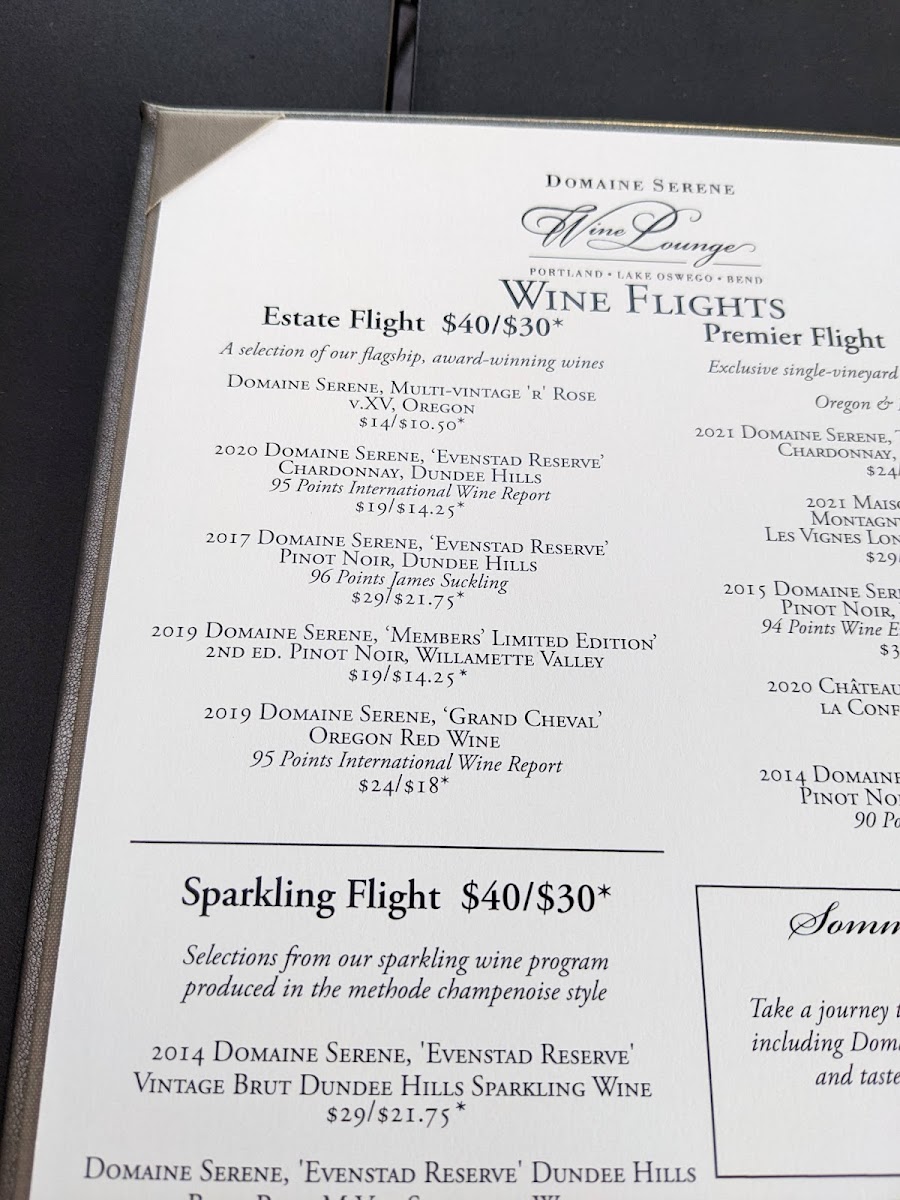 DOMAINE SERENE
Wine Lounge
PORTLAND • LAKE OSWEGO • BEND
WINE FLIGHTS
Estate Flight $40/$30*
A selection of our flagship, award-winning wines
DOMAINE SERENE, MULTI-VINTAGE 'R' ROSE
V.XV, OREGON
$14/$10.50*
2020 DOMAINE SERENE, ‘EVENSTAD RESERVE’
CHARDONNAY, DUNDEE HILLS
95 Points International Wine Report
$19/$14.25*
2017 DOMAINE SERENE, ‘EVENSTAD RESERVE’
PINOT NOIR, DUNDEE HILLS
96 Points James Suckling
$29/$21.75*
2019 DOMAINE SERENE, ‘MEMBERS’ LIMITED EDITION’
2ND ED. PINOT NOIR, WILLAMETTE VALLEY
$19/$14.25*
2019 DOMAINE SERENE, ‘GRAND CHEVAL’
OREGON RED WINE
95 Points International Wine Report
$24/$18*
Sparkling Flight $40/$30*
Selections from our sparkling wine program
produced in the methode champenoise style
2014 DOMAINE SERENE, 'EVENSTAD RESERVE'
VINTAGE BRUT DUNDEE HILLS SPARKLING WINE
$29/$21.75*
DOMAINE SERENE, 'EVENSTAD RESERVE' DUNDEE HILLS
Premier Flight
Exclusive single-vineyard
Oregon &
2021 DOMAINE SERENE,
CHARDONNAY,
$24
2021
LES VIGNES
$29
2015 DOMAINE
PINOT NOIR,
94 Points Wine
2020 CHÂTEAU
LA
2014 DOMAINE
PINOT
90
Take a journey
including
and taste